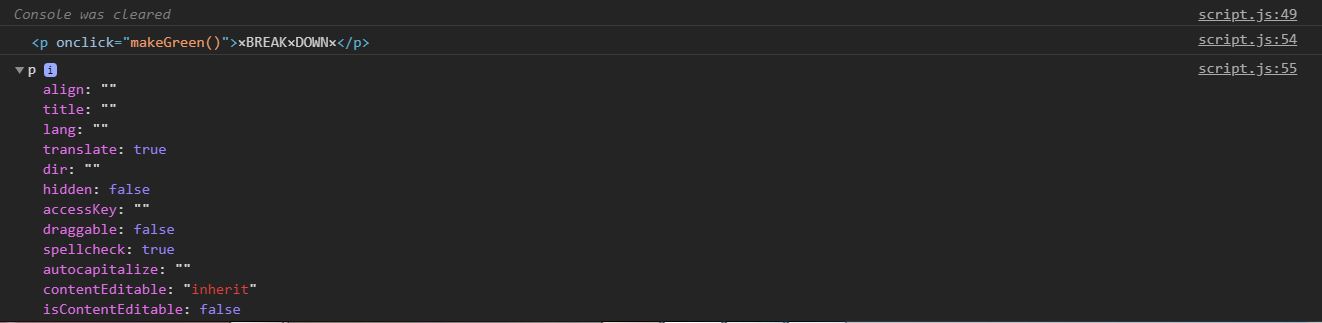 Console was cleared script.js:49
<p onclick="makeGreen()">×BREAK×DOWN×</p> script.js:54
▼p i script.js:55
align: ""
title: ""
lang: ""
translate: true
dir: ""
hidden: false
accessKey: ""
draggable: false
spellcheck: true
autocapitalize: ""
contentEditable: "inherit"
isContentEditable: false